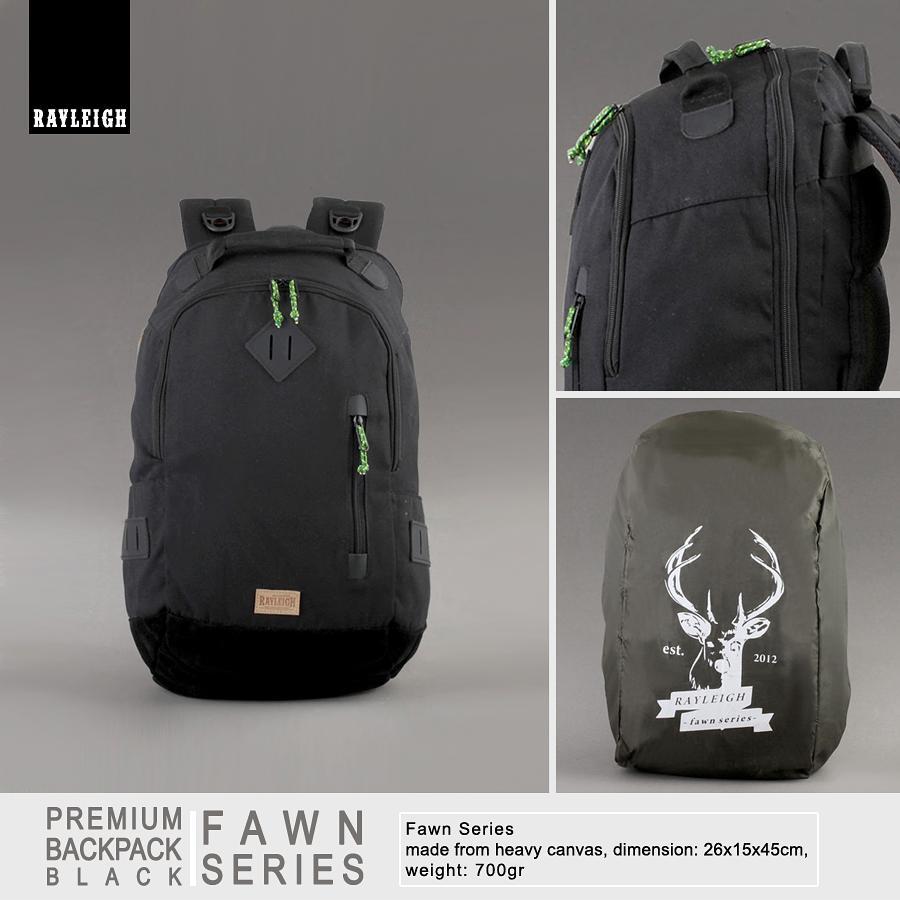 RAYLEIGH
RAYLEIGH
est.
2012
RAYLEIGH
-fawn series-
PREMIUM
BACKPACK
BLACK
FAWN
SERIES
Fawn Series
made from heavy canvas, dimension: 26x15x45cm,
weight: 700gr